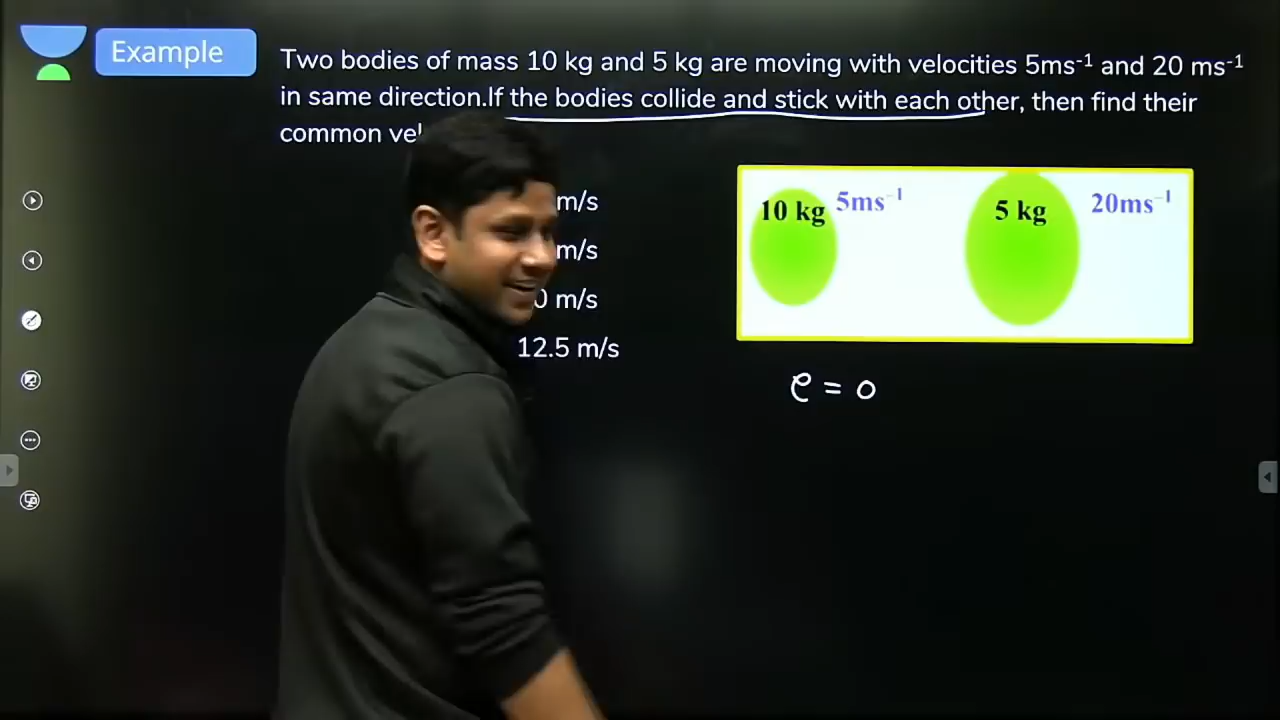 Example
Two bodies of mass 10 kg and 5 kg are moving with velocities 5ms⁻¹ and 20 ms⁻¹
in same direction.If the bodies collide and stick with each other, then find their
common vel
m/s
m/s
0 m/s
12.5 m/s
10 kg 5ms⁻¹ 5 kg 20ms⁻¹
e = 0